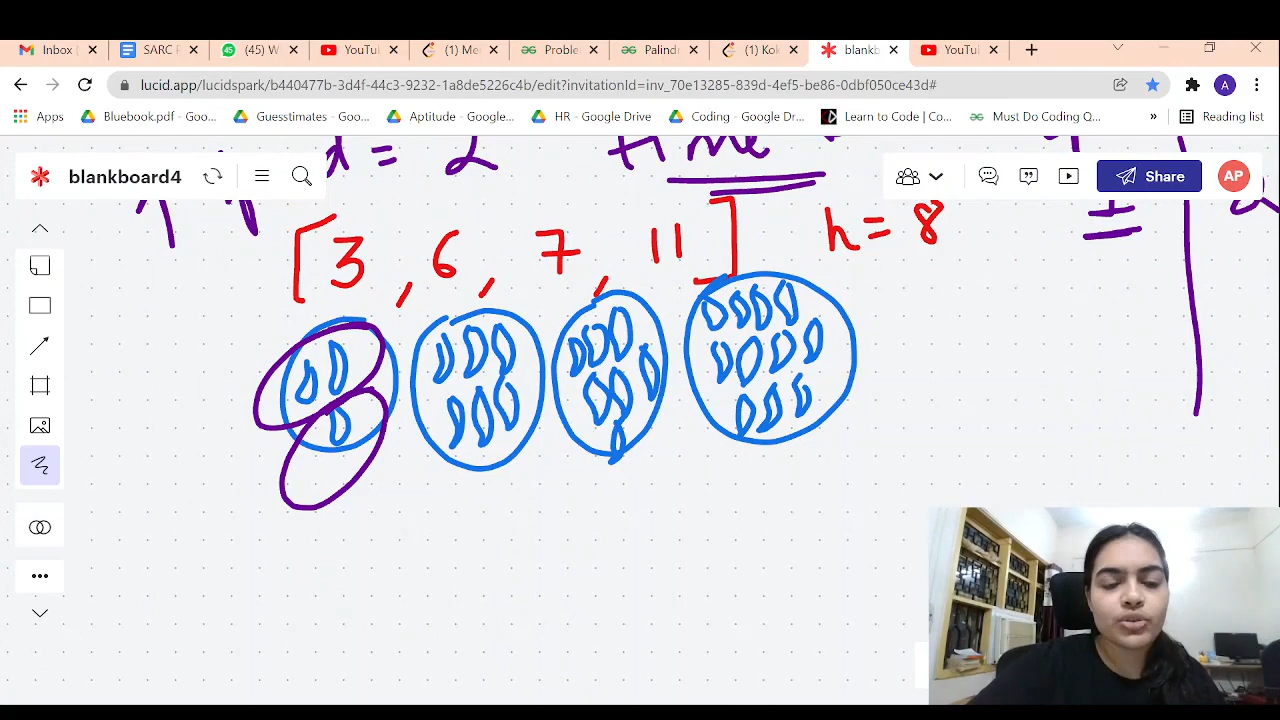 Inbox (
SARC F
(45) W
YouTu
(1) Me
Proble
Palind
(1) Kok
blankb
YouTu
lucid.app/lucidspark/b440477b-3d4f-44c3-9232-1a8de5226c4b/edit?invitationId=inv_70e13285-839d-4ef5-be86-0dbf050ce43d#
A
Apps
BlueBook.pdf - Goo...
Guesstimates - Goo...
Aptitude - Google...
HR - Google Drive
Coding - Google Dr...
Learn to Code | Co...
Must Do Coding Q...
»
Reading list
= 2 time
blankboard4
Share
AP
[3, 6, 7, 11] h = 8